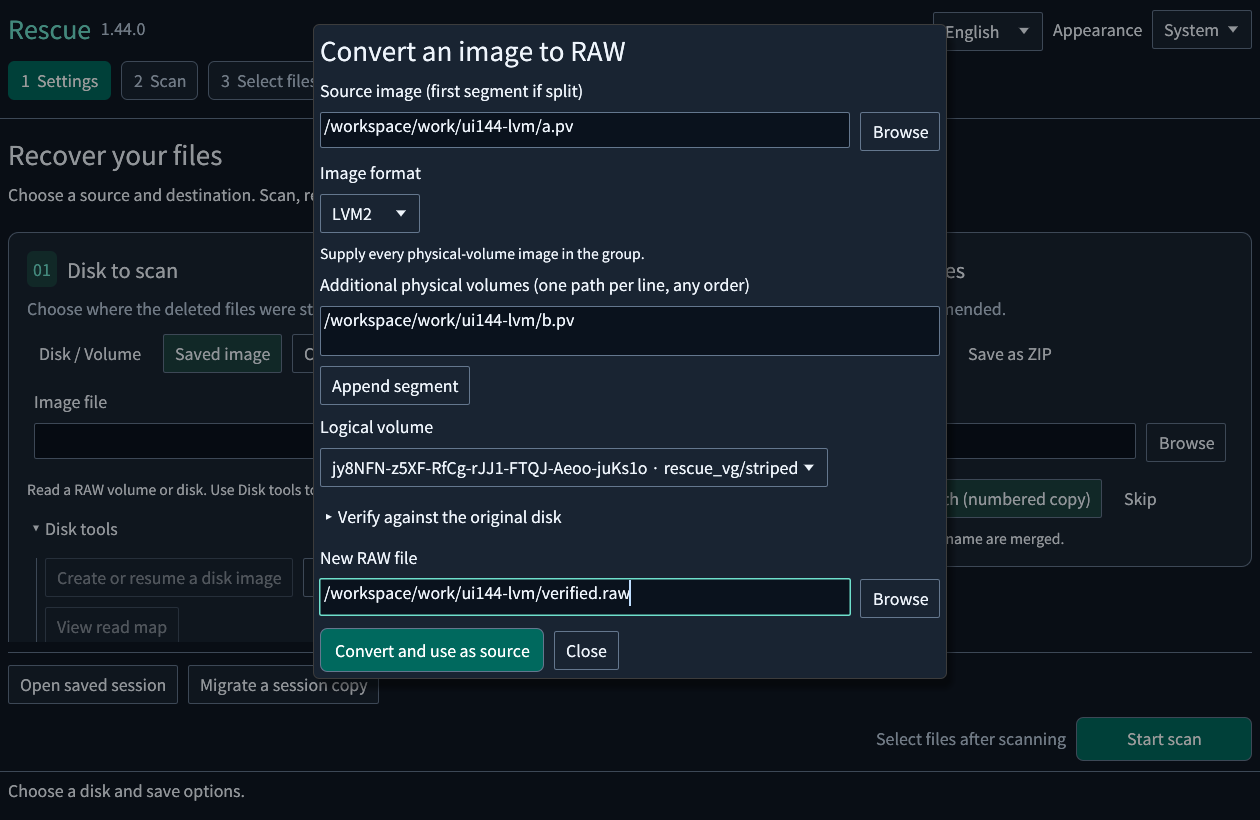 Rescue 1.44.0
English
Appearance
System
1 Settings
2 Scan
3 Select files
Recover your files
Choose a source and destination. Scan,
01 Disk to scan
Choose where the deleted files were
Disk / Volume
Saved image
Image file
Read a RAW volume or disk. Use Disk tools
Disk tools
Create or resume a disk image
View read map
Convert an image to RAW
Source image (first segment if split)
/workspace/work/ui144-lvm/a.pv
Browse
Image format
LVM2
Supply every physical-volume image in the group.
Additional physical volumes (one path per line, any order)
/workspace/work/ui144-lvm/b.pv
Append segment
Logical volume
jy8NFN-z5XF-RfCg-rJJ1-FTQJ-Aeoo-juKs1o · rescue_vg/striped
Verify against the original disk
New RAW file
/workspace/work/ui144-lvm/verified.raw
Browse
Convert and use as source
Close
Save as ZIP
Browse
(numbered copy)
Skip
name are merged.
Open saved session
Migrate a session copy
Select files after scanning
Start scan
Choose a disk and save options.